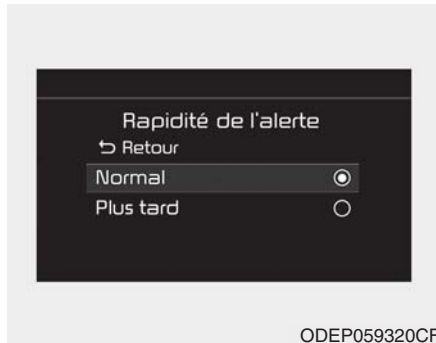 Rapidité de l'alerte
Retour
Normal
Plus tard
ODEP059320CF